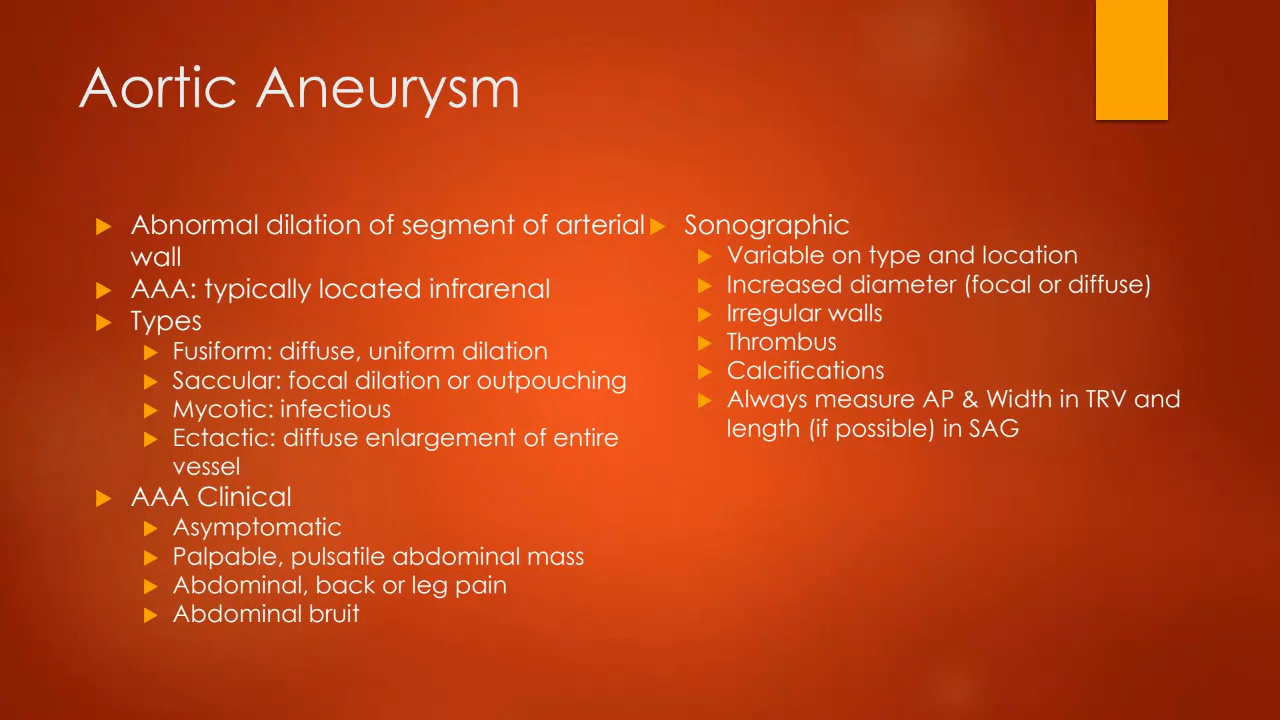 Aortic Aneurysm
Abnormal dilation of segment of arterial
wall
AAA: typically located infrarenal
Types
Fusiform: diffuse, uniform dilation
Saccular: focal dilation or outpouching
Mycotic: infectious
Ectactic: diffuse enlargement of entire
vessel
AAA Clinical
Asymptomatic
Palpable, pulsatile abdominal mass
Abdominal, back or leg pain
Abdominal bruit
Sonographic
Variable on type and location
Increased diameter (focal or diffuse)
Irregular walls
Thrombus
Calcifications
Always measure AP & Width in TRV and
length (if possible) in SAG